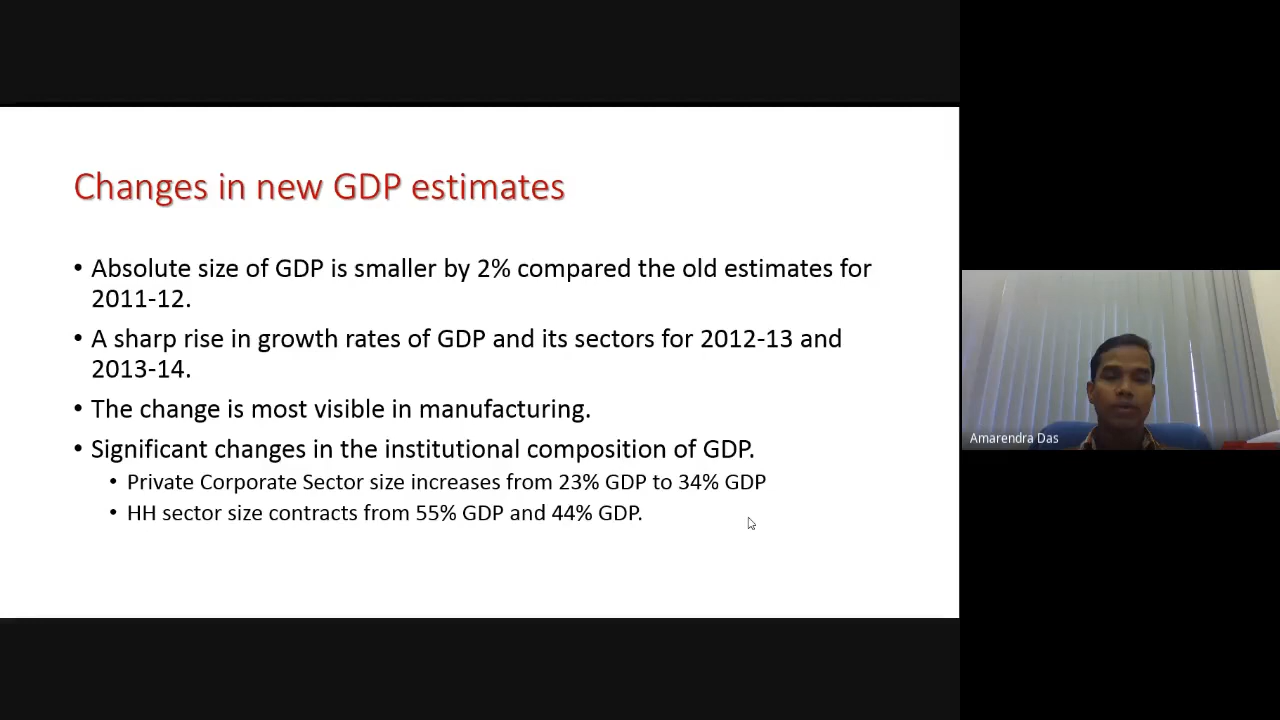 Changes in new GDP estimates
• Absolute size of GDP is smaller by 2% compared the old estimates for
2011-12.
• A sharp rise in growth rates of GDP and its sectors for 2012-13 and
2013-14.
• The change is most visible in manufacturing.
• Significant changes in the institutional composition of GDP.
• Private Corporate Sector size increases from 23% GDP to 34% GDP
• HH sector size contracts from 55% GDP and 44% GDP.
Amarendra Das